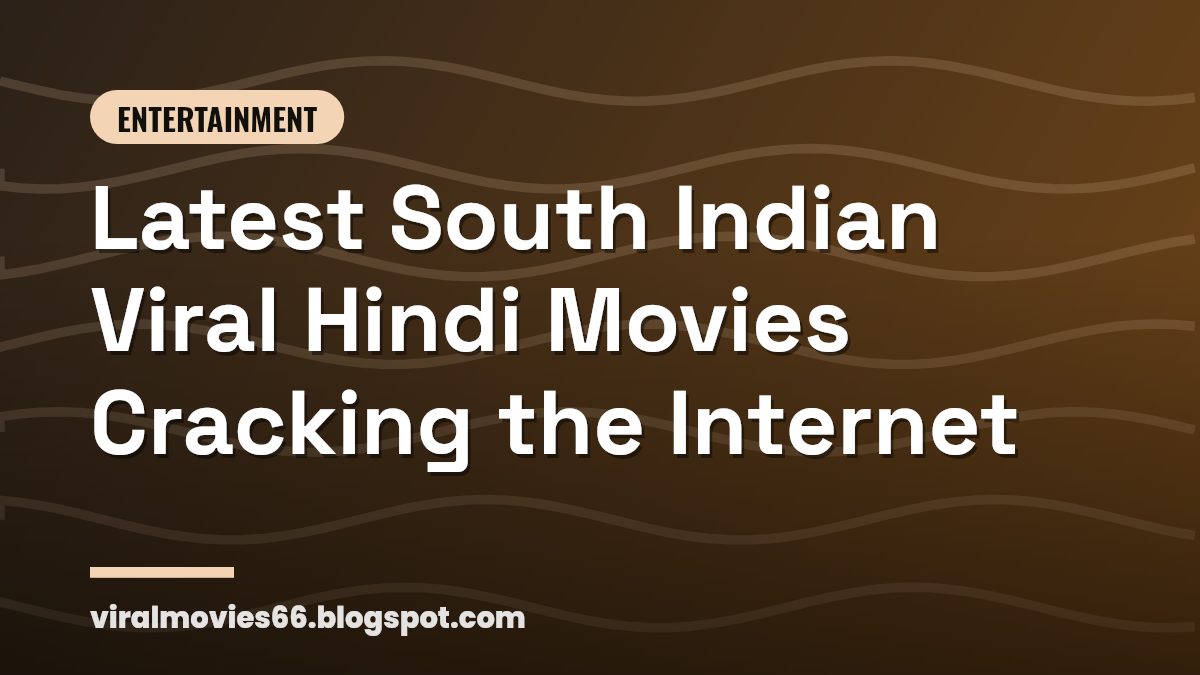 ENTERTAINMENT
Latest South Indian
Viral Hindi Movies
Cracking the Internet
viralmovies66.blogspot.com